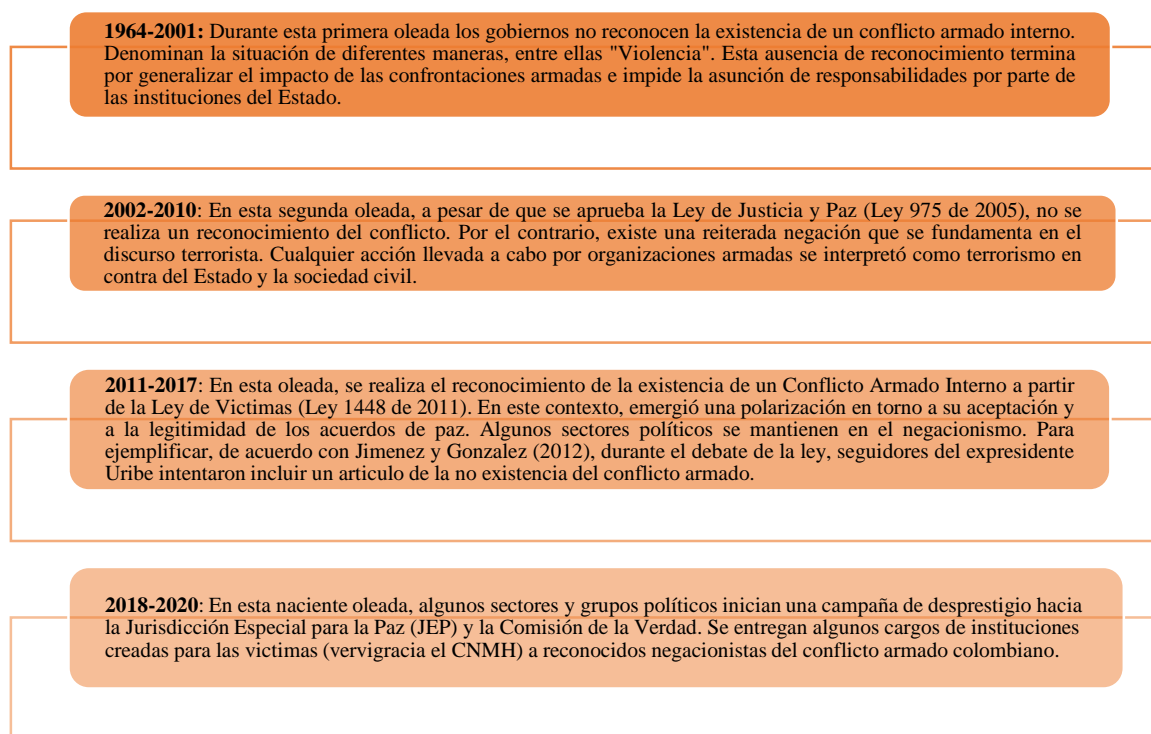 1964-2001: Durante esta primera oleada los gobiernos no reconocen la existencia de un conflicto armado interno.
Denominan la situación de diferentes maneras, entre ellas "Violencia". Esta ausencia de reconocimiento termina
por generalizar el impacto de las confrontaciones armadas e impide la asunción de responsabilidades por parte de
las instituciones del Estado.
2002-2010: En esta segunda oleada, a pesar de que se aprueba la Ley de Justicia y Paz (Ley 975 de 2005), no se
realiza un reconocimiento del conflicto. Por el contrario, existe una reiterada negación que se fundamenta en el
discurso terrorista. Cualquier acción llevada a cabo por organizaciones armadas se interpretó como terrorismo en
contra del Estado y la sociedad civil.
2011-2017: En esta oleada, se realiza el reconocimiento de la existencia de un Conflicto Armado Interno a partir
de la Ley de Victimas (Ley 1448 de 2011). En este contexto, emergió una polarización en torno a su aceptación y
a la legitimidad de los acuerdos de paz. Algunos sectores políticos se mantienen en el negacionismo. Para
ejemplificar, de acuerdo con Jimenez y Gonzalez (2012), durante el debate de la ley, seguidores del expresidente
Uribe intentaron incluir un articulo de la no existencia del conflicto armado.
2018-2020: En esta naciente oleada, algunos sectores y grupos políticos inician una campaña de desprestigio hacia
la Jurisdicción Especial para la Paz (JEP) y la Comisión de la Verdad. Se entregan algunos cargos de instituciones
creadas para las victimas (vervigracia el CNMH) a reconocidos negacionistas del conflicto armado colombiano.